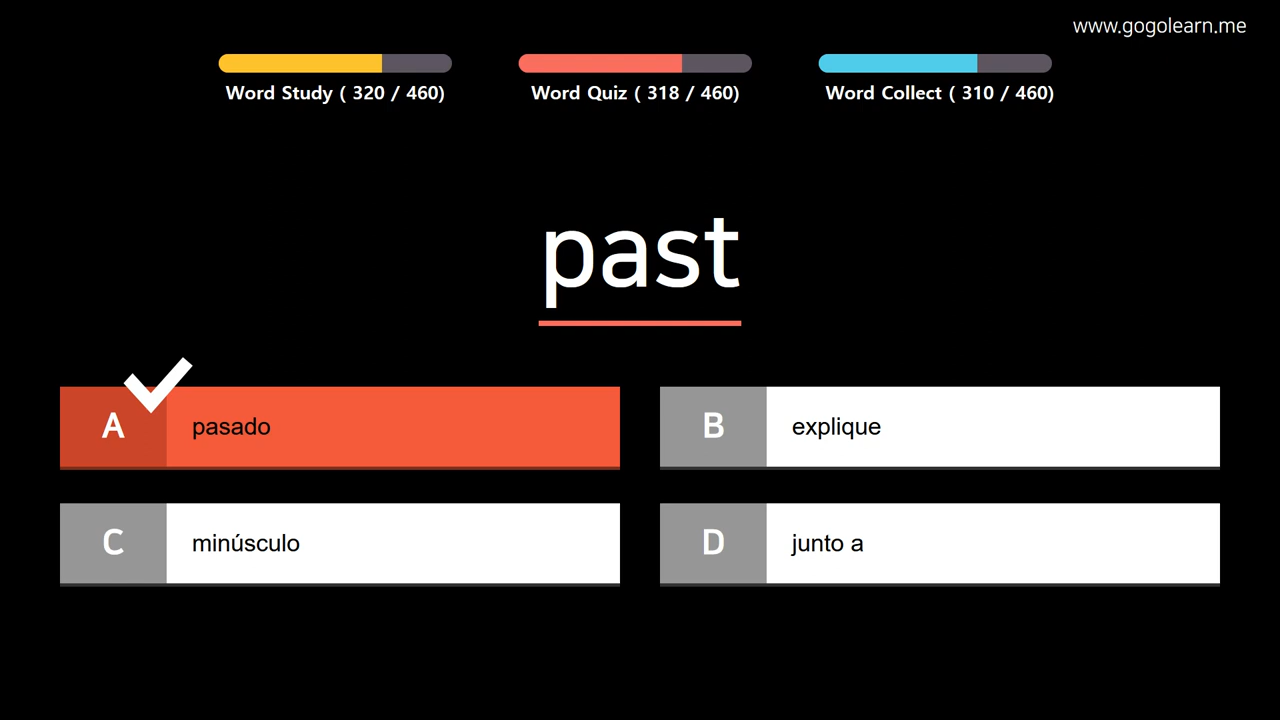 www.gogolearn.me
Word Study ( 320 / 460)
Word Quiz ( 318 / 460)
Word Collect ( 310 / 460)
past
A pasado
B explique
C minúsculo
D junto a